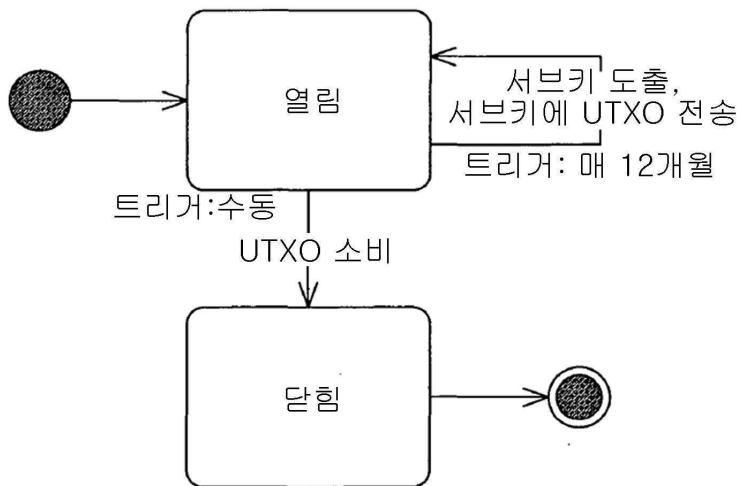 열림
서브키 도출,
서브키에 UTXO 전송
트리거: 매 12개월
트리거:수동
UTXO 소비
닫힘